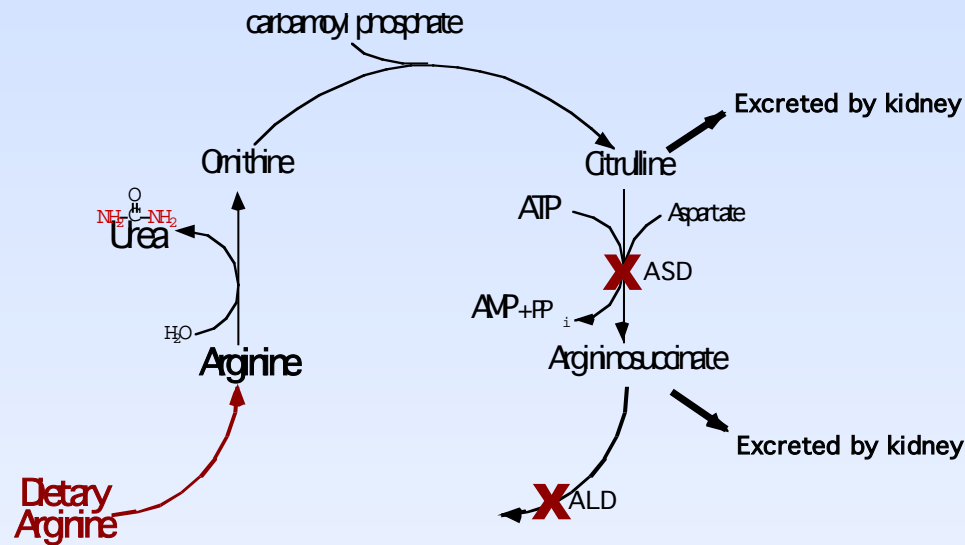 carbamoyl phosphate
Excreted by kidney
Ornithine
Citrulline
O
NH2-C-NH2
Urea
ATP
Aspartate
X ASD
AMP+PP i
H2O
Arginine
Argininosuccinate
Excreted by kidney
Dietary
Arginine
X ALD